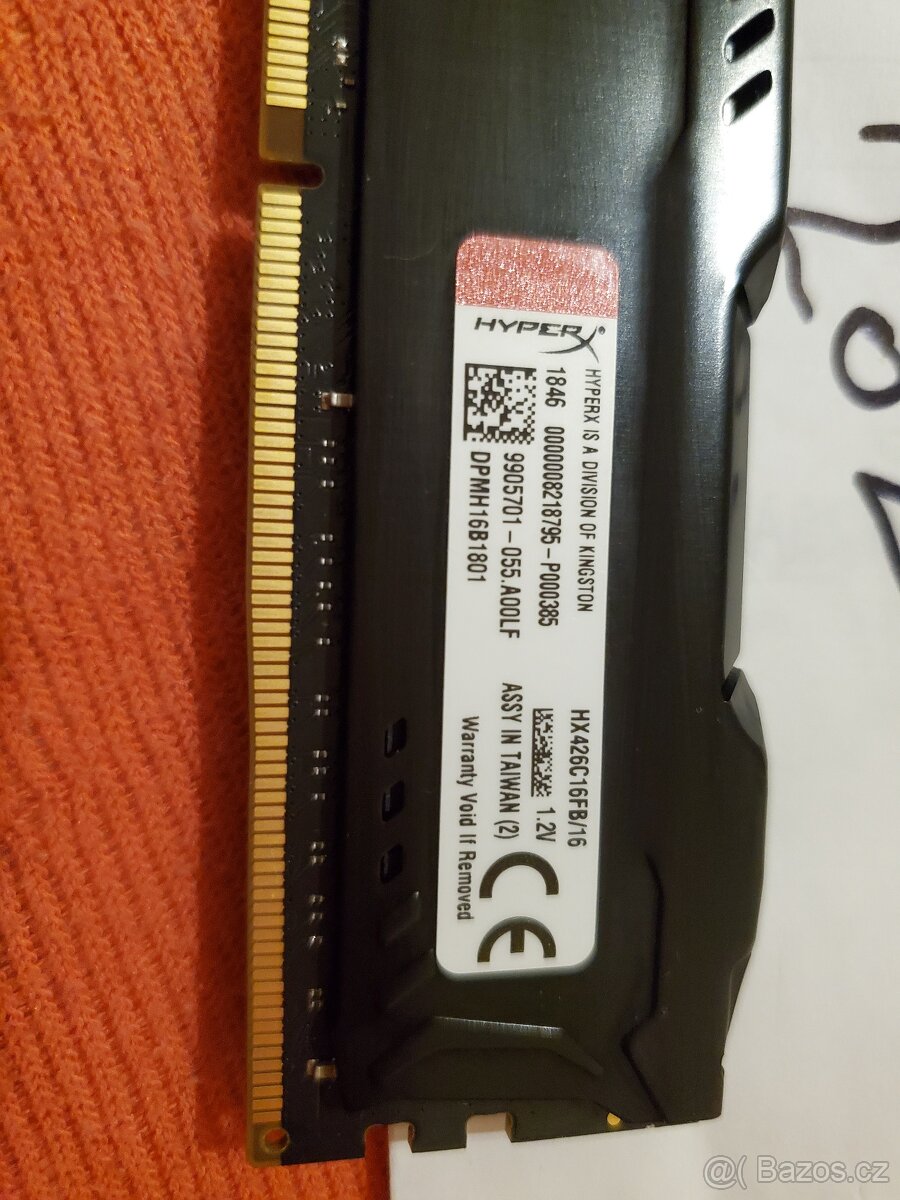 HYPERX
HYPERX IS A DIVISION OF KINGSTON
1846 0000008218795-P000385
9905701-055.A00LF
DPMH16B1801
HX426C16FB/16
1.2V
ASSY IN TAIWAN (2)
Warranty Void If Removed
CE
@( Bazos.cz